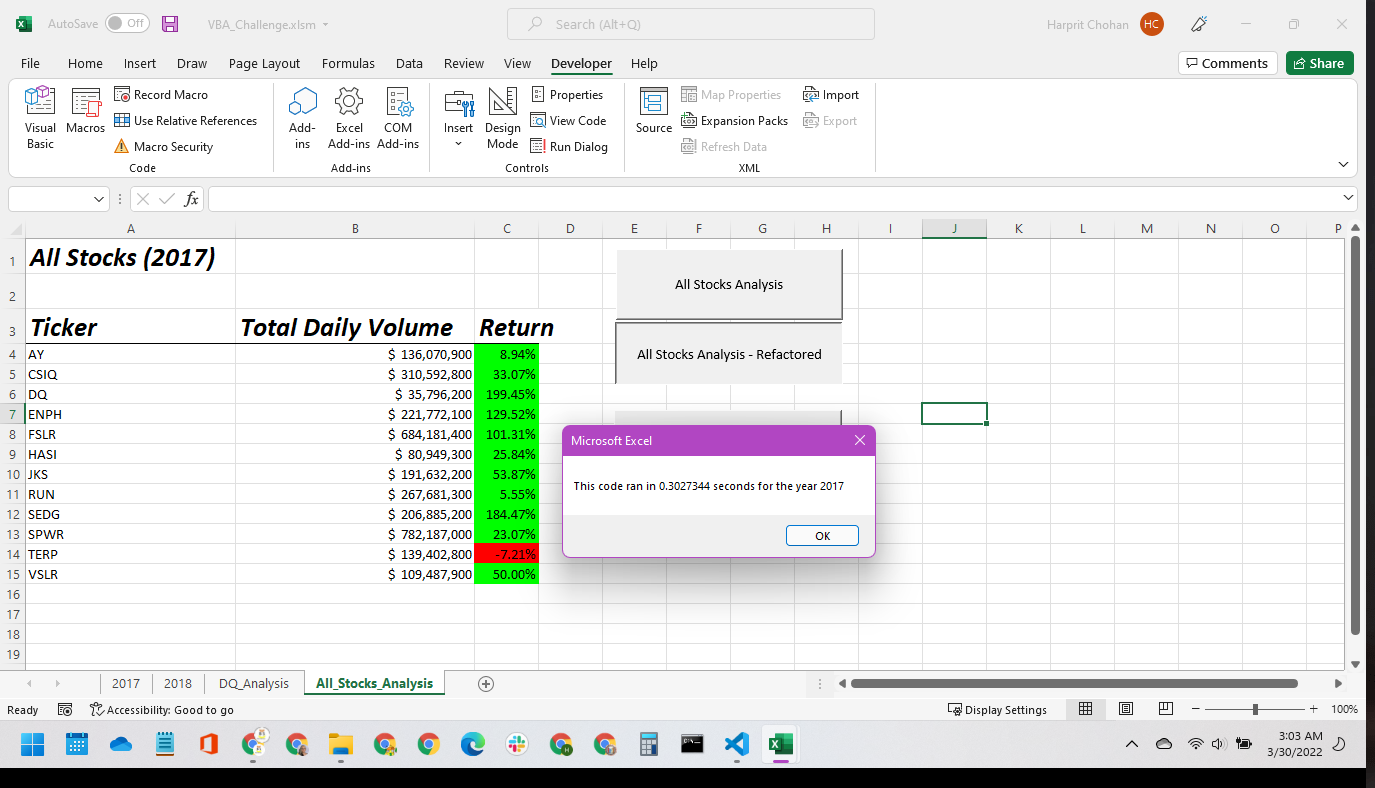 AutoSave Off VBA_Challenge.xlsm Search (Alt+Q) Harprit Chohan HC
File Home Insert Draw Page Layout Formulas Data Review View Developer Help Comments Share
Visual Basic
Macros
Record Macro
Use Relative References
Macro Security
Code
Add-ins
Excel Add-ins
COM Add-ins
Add-ins
Insert
Design Mode
Properties
View Code
Run Dialog
Controls
Source
Map Properties
Expansion Packs
Refresh Data
Import
Export
XML
fx
A B C D E F G H I J K L M N O P
1 All Stocks (2017)
2
3 Ticker Total Daily Volume Return
4 AY $ 136,070,900 8.94%
5 CSIQ $ 310,592,800 33.07%
6 DQ $ 35,796,200 199.45%
7 ENPH $ 221,772,100 129.52%
8 FSLR $ 684,181,400 101.31%
9 HASI $ 80,949,300 25.84%
10 JKS $ 191,632,200 53.87%
11 RUN $ 267,681,300 5.55%
12 SEDG $ 206,885,200 184.47%
13 SPWR $ 782,187,000 23.07%
14 TERP $ 139,402,800 -7.21%
15 VSLR $ 109,487,900 50.00%
16
17
18
19
All Stocks Analysis
All Stocks Analysis - Refactored
Microsoft Excel
This code ran in 0.3027344 seconds for the year 2017
OK
2017 2018 DQ_Analysis All_Stocks_Analysis
Ready Accessibility: Good to go Display Settings 100%
3:03 AM
3/30/2022